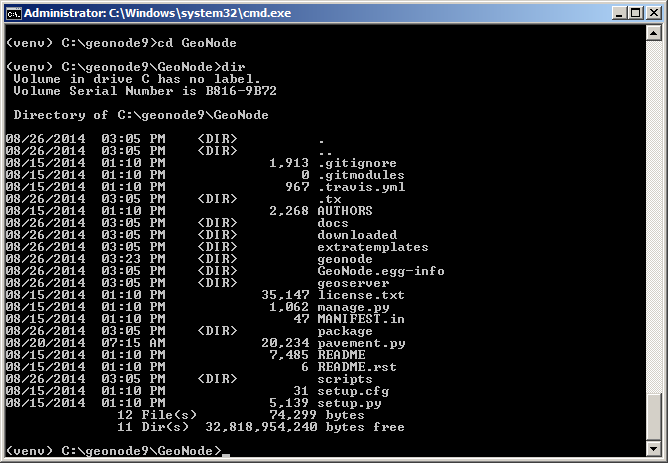 Administrator: C:\Windows\system32\cmd.exe
(venv) C:\geonode9>cd GeoNode
(venv) C:\geonode9\GeoNode>dir
Volume in drive C has no label.
Volume Serial Number is B816-9B72
Directory of C:\geonode9\GeoNode
08/26/2014  03:05 PM    <DIR>          .
08/26/2014  03:05 PM    <DIR>          ..
08/15/2014  01:10 PM             1,913 .gitignore
08/15/2014  01:10 PM                 0 .gitmodules
08/15/2014  01:10 PM               967 .travis.yml
08/26/2014  03:05 PM    <DIR>          .tx
08/15/2014  01:10 PM             2,268 AUTHORS
08/26/2014  03:05 PM    <DIR>          docs
08/26/2014  03:05 PM    <DIR>          downloaded
08/26/2014  03:05 PM    <DIR>          extratemplates
08/26/2014  03:23 PM    <DIR>          geonode
08/26/2014  03:05 PM    <DIR>          GeoNode.egg-info
08/26/2014  03:05 PM    <DIR>          geoserver
08/15/2014  01:10 PM            35,147 license.txt
08/15/2014  01:10 PM             1,062 manage.py
08/15/2014  01:10 PM                47 MANIFEST.in
08/26/2014  03:05 PM    <DIR>          package
08/20/2014  07:15 AM            20,234 pavement.py
08/15/2014  01:10 PM             7,485 README
08/15/2014  01:10 PM                 6 README.rst
08/26/2014  03:05 PM    <DIR>          scripts
08/15/2014  01:10 PM                31 setup.cfg
08/15/2014  01:10 PM             5,139 setup.py
12 File(s)         74,299 bytes
11 Dir(s)  32,818,954,240 bytes free
(venv) C:\geonode9\GeoNode>_